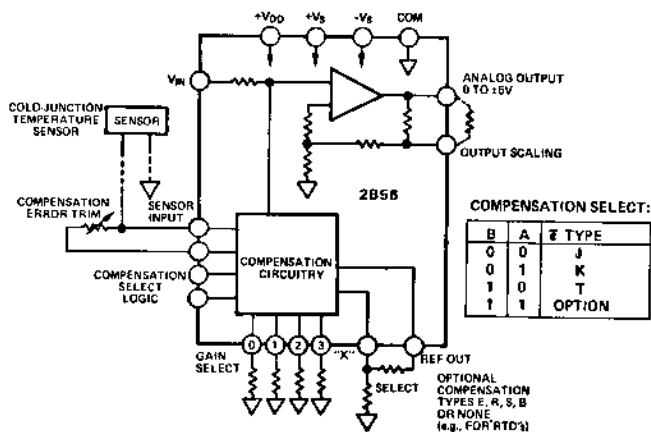 +VDD +VS -VS COM
VIN
ANALOG OUTPUT
0 TO ±5V
COLD-JUNCTION
TEMPERATURE
SENSOR
SENSOR
OUTPUT SCALING
2B56
COMPENSATION
ERROR TRIM
SENSOR
INPUT
COMPENSATION
CIRCUITRY
COMPENSATION
SELECT
LOGIC
COMPENSATION SELECT:
B A TYPE
0 0 J
0 1 K
1 0 T
1 1 OPTION
GAIN
SELECT
0 1 2 3
"X"
REF OUT
SELECT
OPTIONAL
COMPENSATION
TYPES E, R, S, B
OR NONE
(e.g., FOR RTD's)